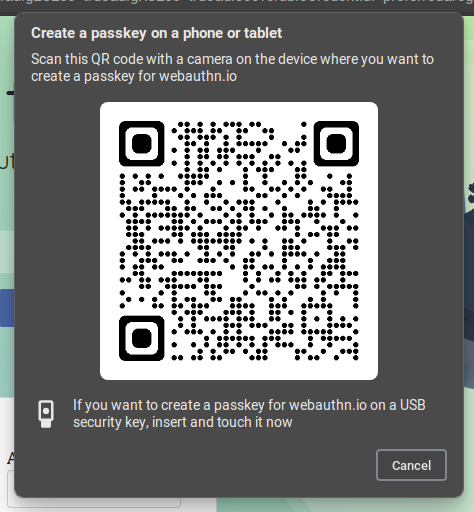 Create a passkey on a phone or tablet
Scan this QR code with a camera on the device where you want to
create a passkey for webauthn.io
If you want to create a passkey for webauthn.io on a USB
security key, insert and touch it now
Cancel